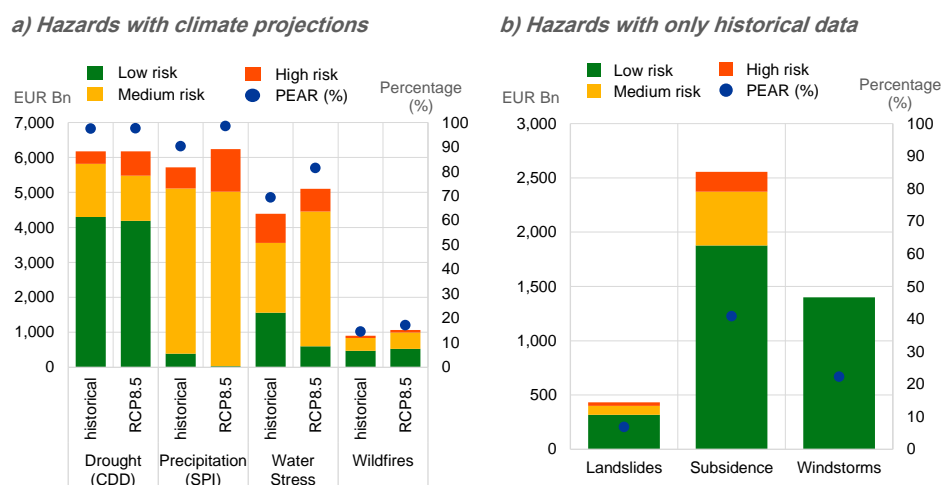 a) Hazards with climate projections
Low risk
High risk
Medium risk
PEAR (%)
EUR Bn
Percentage
(%)
7,000
6,000
5,000
4,000
3,000
2,000
1,000
0
100
90
80
70
60
50
40
30
20
10
0
historical
RCP8.5
historical
RCP8.5
historical
RCP8.5
historical
RCP8.5
Drought
(CDD)
Precipitation
(SPI)
Water
Stress
Wildfires
b) Hazards with only historical data
Low risk
High risk
Medium risk
PEAR (%)
EUR Bn
Percentage
(%)
3,000
2,500
2,000
1,500
1,000
500
0
100
90
80
70
60
50
40
30
20
10
0
Landslides
Subsidence
Windstorms